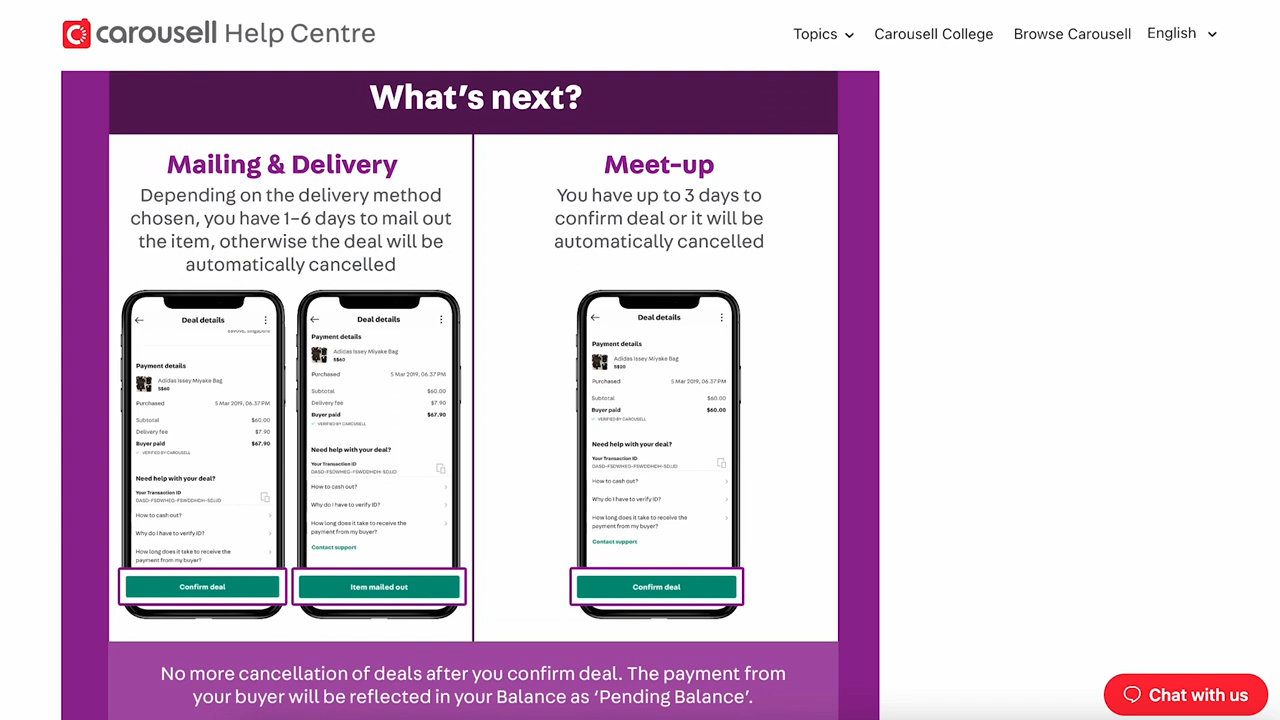 carousell Help Centre
Topics
Carousell College
Browse Carousell
English
What's next?
Mailing & Delivery
Depending on the delivery method
chosen, you have 1-6 days to mail out
the item, otherwise the deal will be
automatically cancelled
Deal details
Payment details
Adidas Issey Miyake Bag
S$60
Purchased 5 Mar 2019, 06.37 PM
Subtotal $60.00
Delivery fee $7.90
Buyer paid $67.90
VERIFIED BY CAROUSELL
Need help with your deal?
Your Transaction ID
How to cash out?
Why do I have to verify ID?
How long does it take to receive the
payment from my buyer?
Confirm deal
Deal details
Payment details
Adidas Issey Miyake Bag
S$60
Purchased 5 Mar 2019, 06.37 PM
Subtotal $60.00
Delivery fee $7.90
Buyer paid $67.90
VERIFIED BY CAROUSELL
Need help with your deal?
Your Transaction ID
How to cash out?
Why do I have to verify ID?
How long does it take to receive the
payment from my buyer?
Contact support
Item mailed out
Meet-up
You have up to 3 days to
confirm deal or it will be
automatically cancelled
Deal details
Payment details
Adidas Issey Miyake Bag
Purchased 5 Mar 2019, 06.37 PM
Subtotal $60.00
Buyer paid $60.00
VERIFIED BY CAROUSELL
Need help with your deal?
Your Transaction ID
How to cash out?
Why do I have to verify ID?
How long does it take to receive the
payment from my buyer?
Contact support
Confirm deal
No more cancellation of deals after you confirm deal. The payment from
your buyer will be reflected in your Balance as 'Pending Balance'.
Chat with us